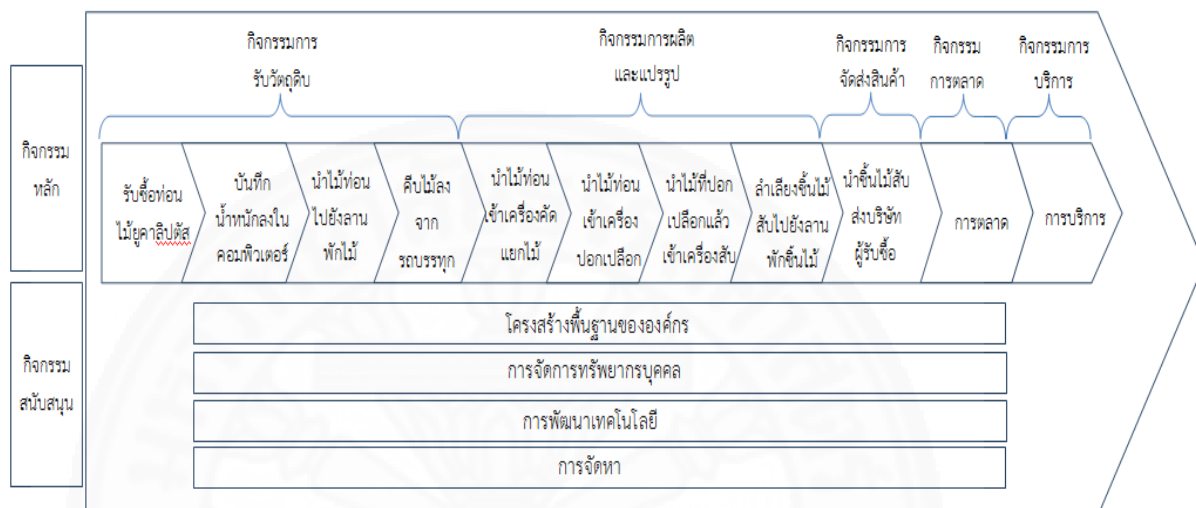 กิจกรรมการ
รับวัตถุดิบ
กิจกรรมการผลิต
และแปรรูป
กิจกรรมการ
จัดส่งสินค้า
กิจกรรม
การตลาด
กิจกรรมการ
บริการ
กิจกรรม
หลัก
รับซื้อท่อน
ไม้ยูคาลิปตัส
บันทึก
น้ำหนักลงใน
คอมพิวเตอร์
นำไม้ท่อน
ไปยังลาน
พักไม้
คีบไม้ลง
จาก
รถบรรทุก
นำไม้ท่อน
เข้าเครื่องคัด
แยกไม้
นำไม้ท่อน
เข้าเครื่อง
ปอกเปลือก
นำไม้ที่ปอก
เปลือกแล้ว
เข้าเครื่องสับ
ลำเลียงชิ้นไม้
สับไปยังลาน
พักชิ้นไม้
นำชิ้นไม้สับ
ส่งบริษัท
ผู้รับซื้อ
การตลาด
การบริการ
กิจกรรม
สนับสนุน
โครงสร้างพื้นฐานขององค์กร
การจัดการทรัพยากรบุคคล
การพัฒนาเทคโนโลยี
การจัดหา